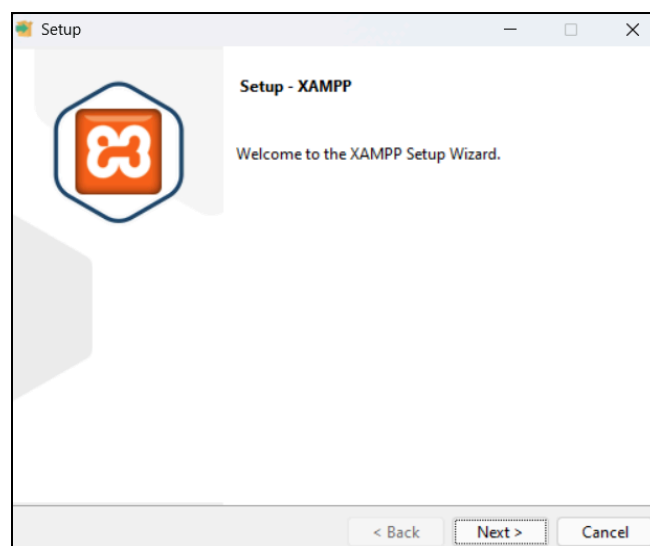 Setup
Setup - XAMPP
Welcome to the XAMPP Setup Wizard.
< Back
Next >
Cancel